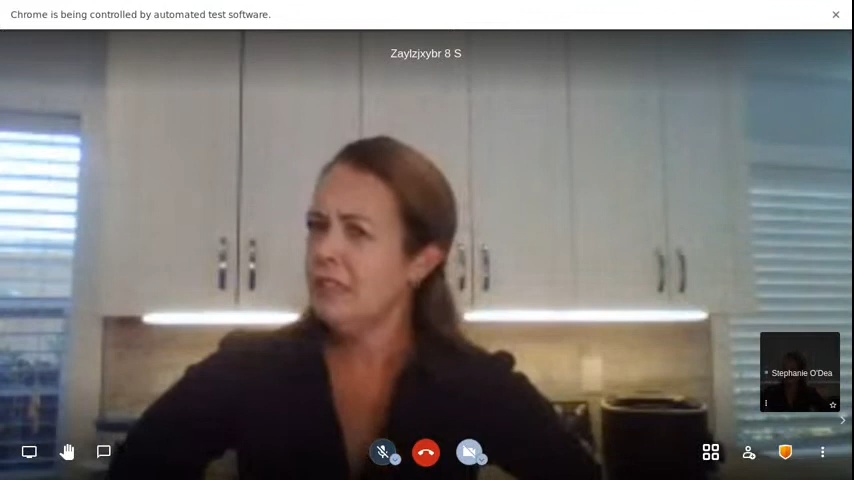 Chrome is being controlled by automated test software.
Zaylzjxybr 8 S
Stephanie O'Dea